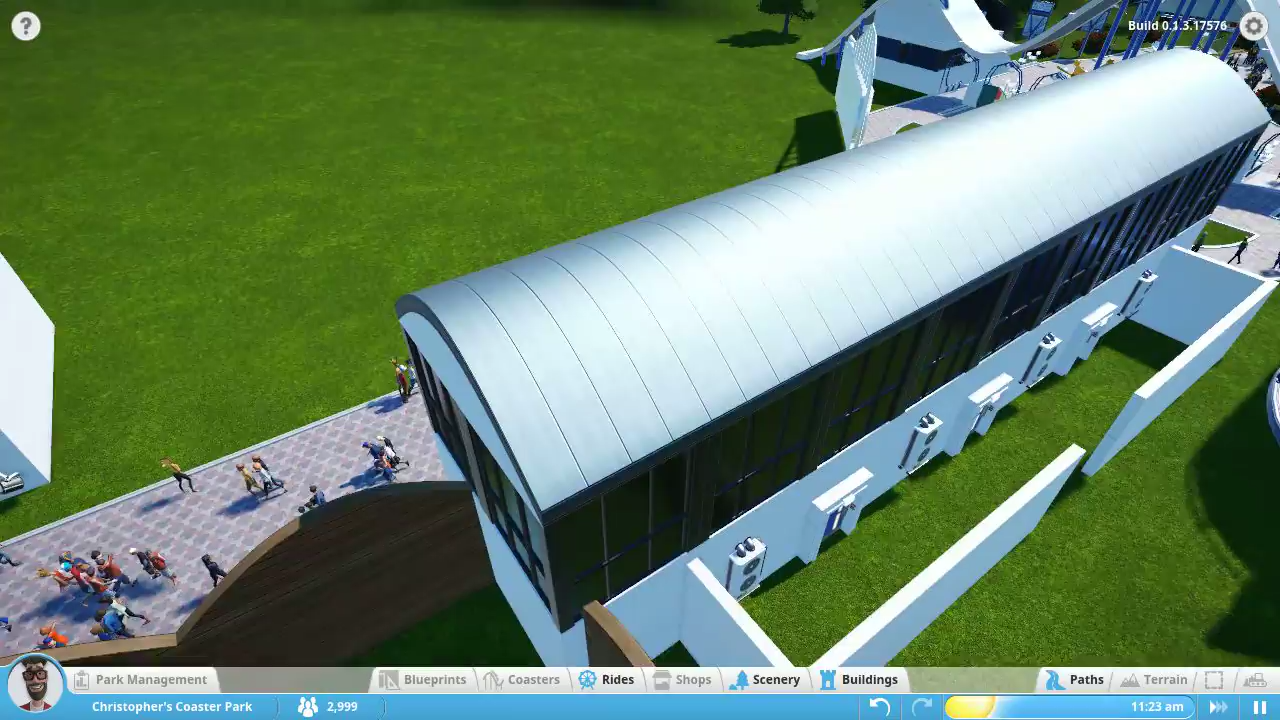 ?
Build 0.1.3.17576
Park Management
Blueprints
Coasters
Rides
Shops
Scenery
Buildings
Paths
Terrain
Christopher's Coaster Park
2,999
11:23 am